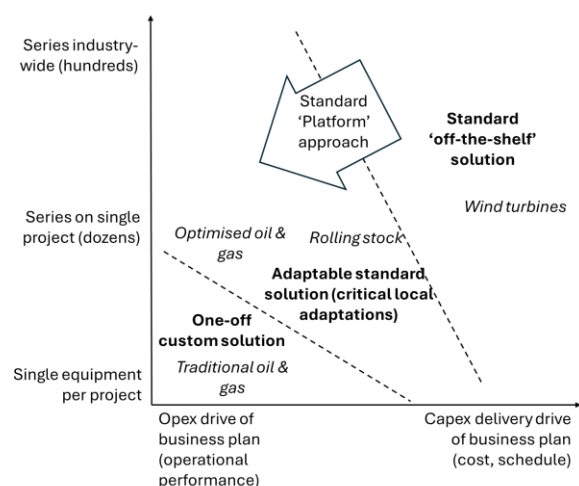 Series industry-
wide (hundreds)
Standard
‘Platform’
approach
Standard
‘off-the-shelf’
solution
Wind turbines
Series on single
project (dozens)
Optimised oil &
gas
Rolling stock
Adaptable standard
solution (critical local
adaptations)
One-off
custom solution
Traditional oil &
gas
Single equipment
per project
Opex drive of
business plan
(operational
performance)
Capex delivery drive
of business plan
(cost, schedule)